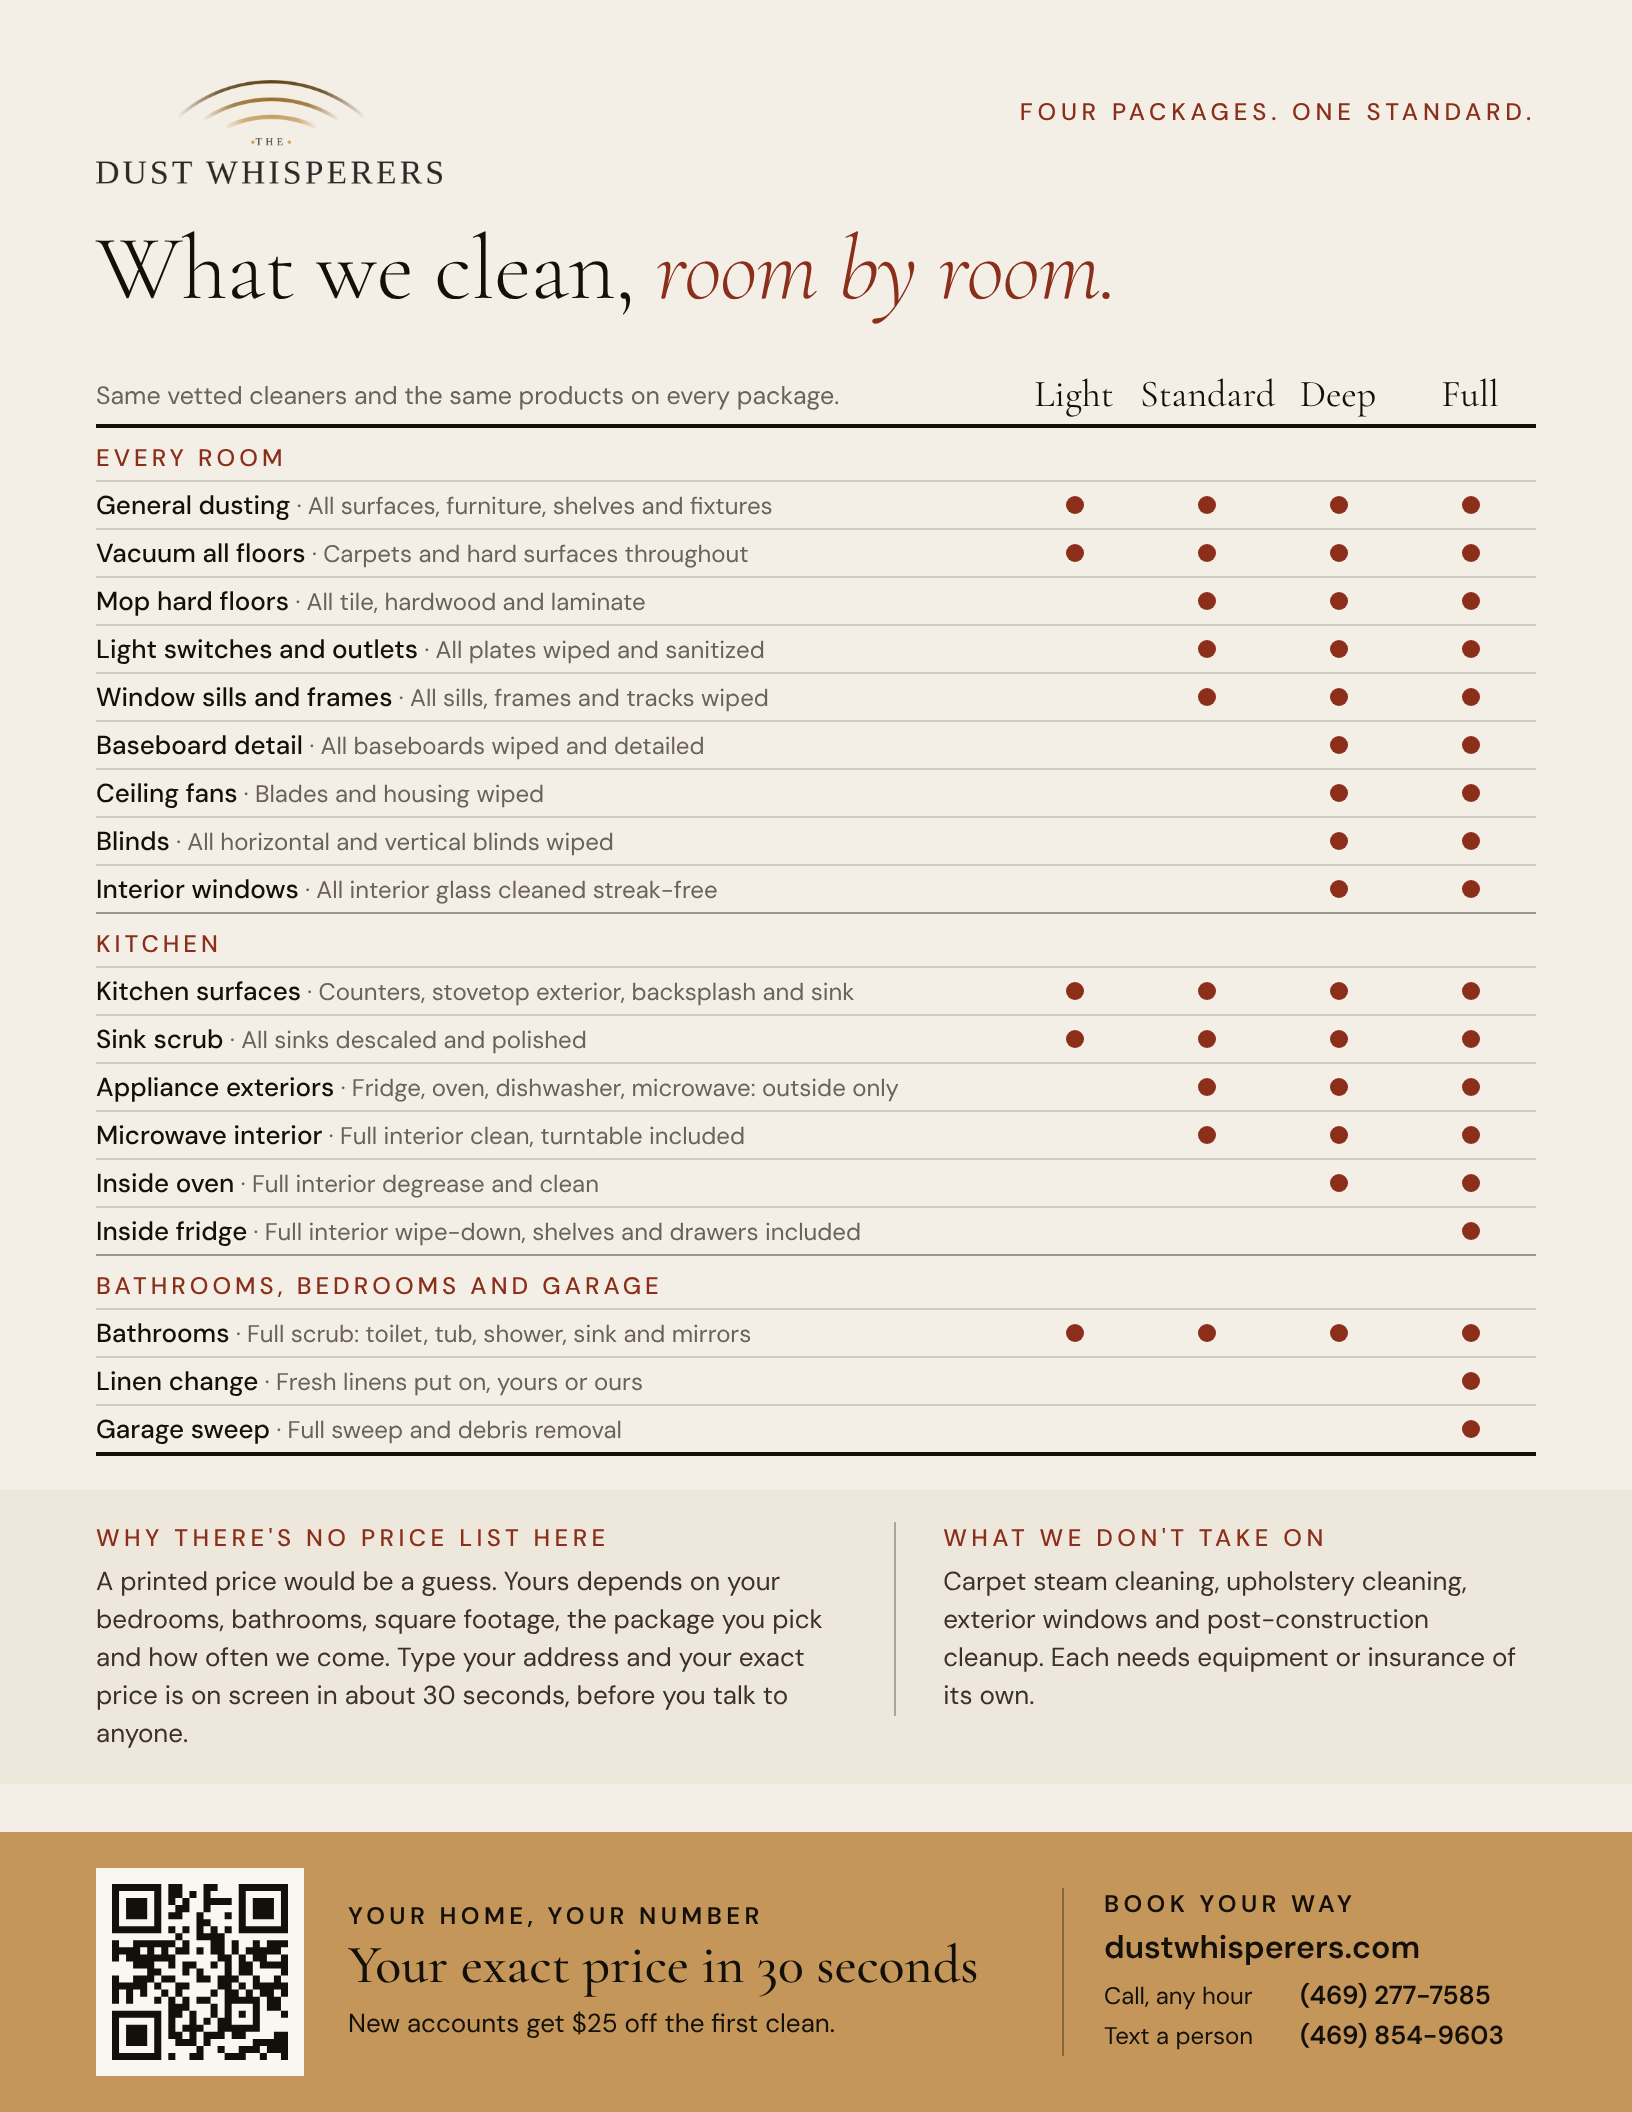 THE
DUST WHISPERERS
FOUR PACKAGES. ONE STANDARD.
What we clean, room by room.
Same vetted cleaners and the same products on every package. Light Standard Deep Full
EVERY ROOM
General dusting · All surfaces, furniture, shelves and fixtures
Vacuum all floors · Carpets and hard surfaces throughout
Mop hard floors · All tile, hardwood and laminate
Light switches and outlets · All plates wiped and sanitized
Window sills and frames · All sills, frames and tracks wiped
Baseboard detail · All baseboards wiped and detailed
Ceiling fans · Blades and housing wiped
Blinds · All horizontal and vertical blinds wiped
Interior windows · All interior glass cleaned streak-free
KITCHEN
Kitchen surfaces · Counters, stovetop exterior, backsplash and sink
Sink scrub · All sinks descaled and polished
Appliance exteriors · Fridge, oven, dishwasher, microwave: outside only
Microwave interior · Full interior clean, turntable included
Inside oven · Full interior degrease and clean
Inside fridge · Full interior wipe-down, shelves and drawers included
BATHROOMS, BEDROOMS AND GARAGE
Bathrooms · Full scrub: toilet, tub, shower, sink and mirrors
Linen change · Fresh linens put on, yours or ours
Garage sweep · Full sweep and debris removal
WHY THERE'S NO PRICE LIST HERE
A printed price would be a guess. Yours depends on your
bedrooms, bathrooms, square footage, the package you pick
and how often we come. Type your address and your exact
price is on screen in about 30 seconds, before you talk to
anyone.
WHAT WE DON'T TAKE ON
Carpet steam cleaning, upholstery cleaning,
exterior windows and post-construction
cleanup. Each needs equipment or insurance of
its own.
YOUR HOME, YOUR NUMBER
Your exact price in 30 seconds
New accounts get $25 off the first clean.
BOOK YOUR WAY
dustwhisperers.com
Call, any hour (469) 277-7585
Text a person (469) 854-9603